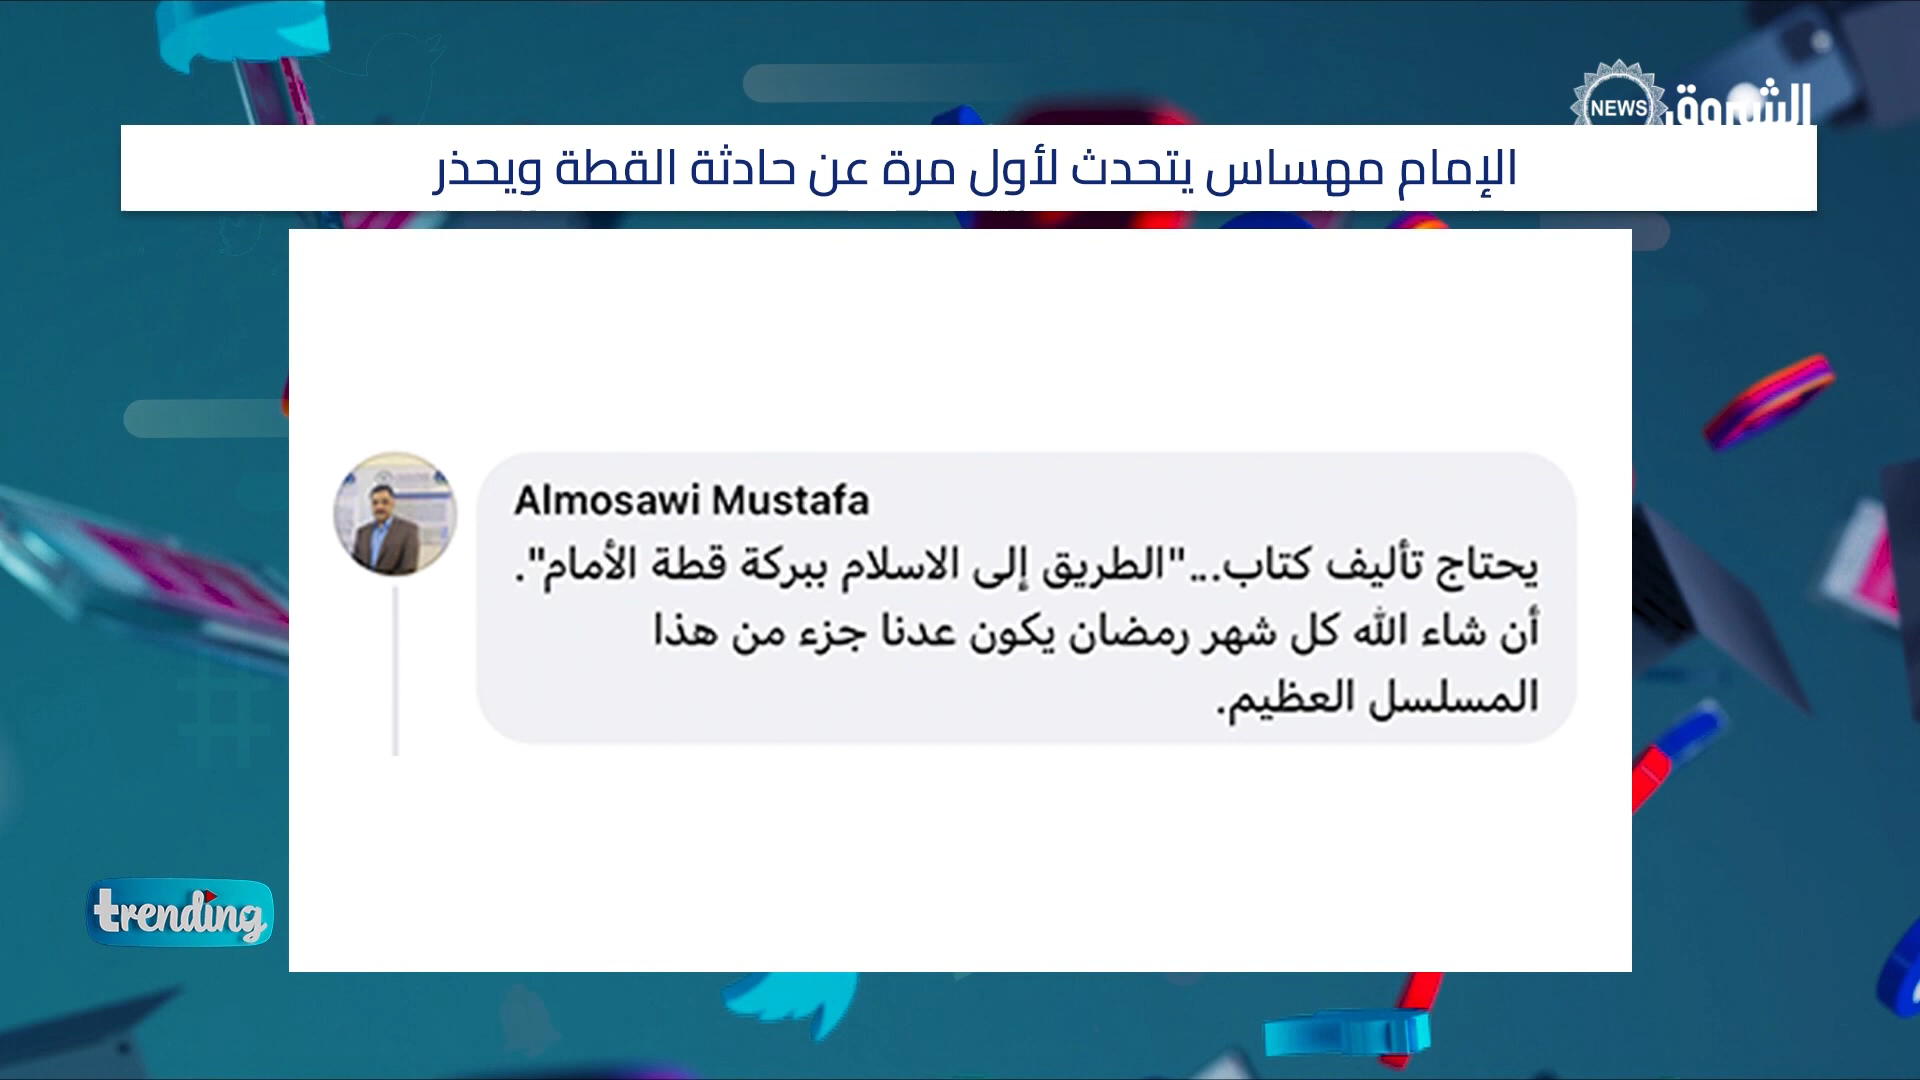 الشروق
NEWS
الإمام مهساس يتحدث لأول مرة عن حادثة القطة ويحذر
Almosawi Mustafa
يحتاج تأليف كتاب..."الطريق إلى الاسلام ببركة قطة الأمام".
أن شاء الله كل شهر رمضان يكون عدنا جزء من هذا
المسلسل العظيم.
trending